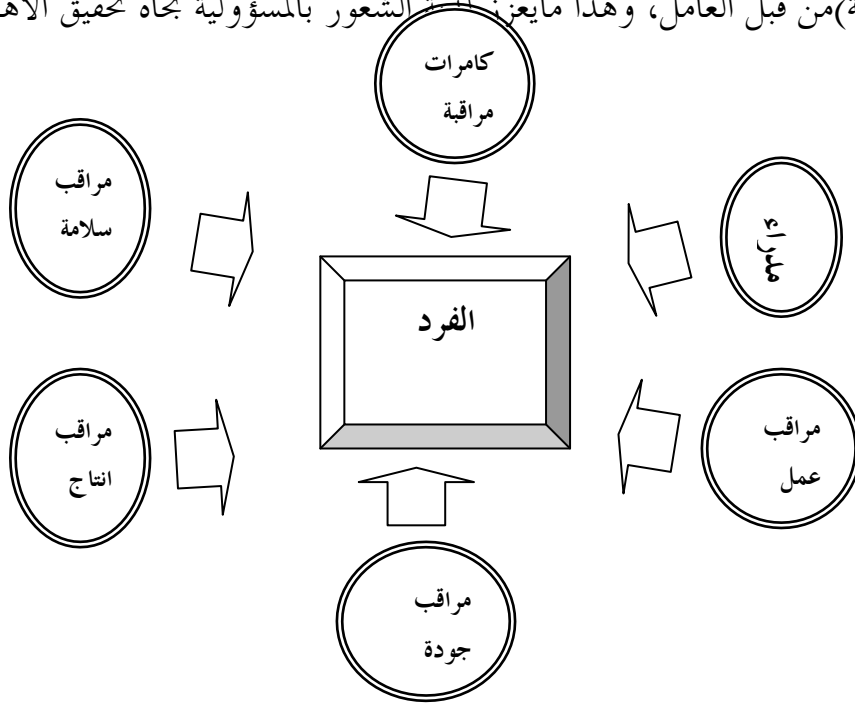 من قبل العامل، وهذا مايعزز الشعور بالمسؤولية تجاه تحقيق
كامرات
مراقبة
مراقب
سلامة
مدراء
الفرد
مراقب
انتاج
مراقب
عمل
مراقب
جودة